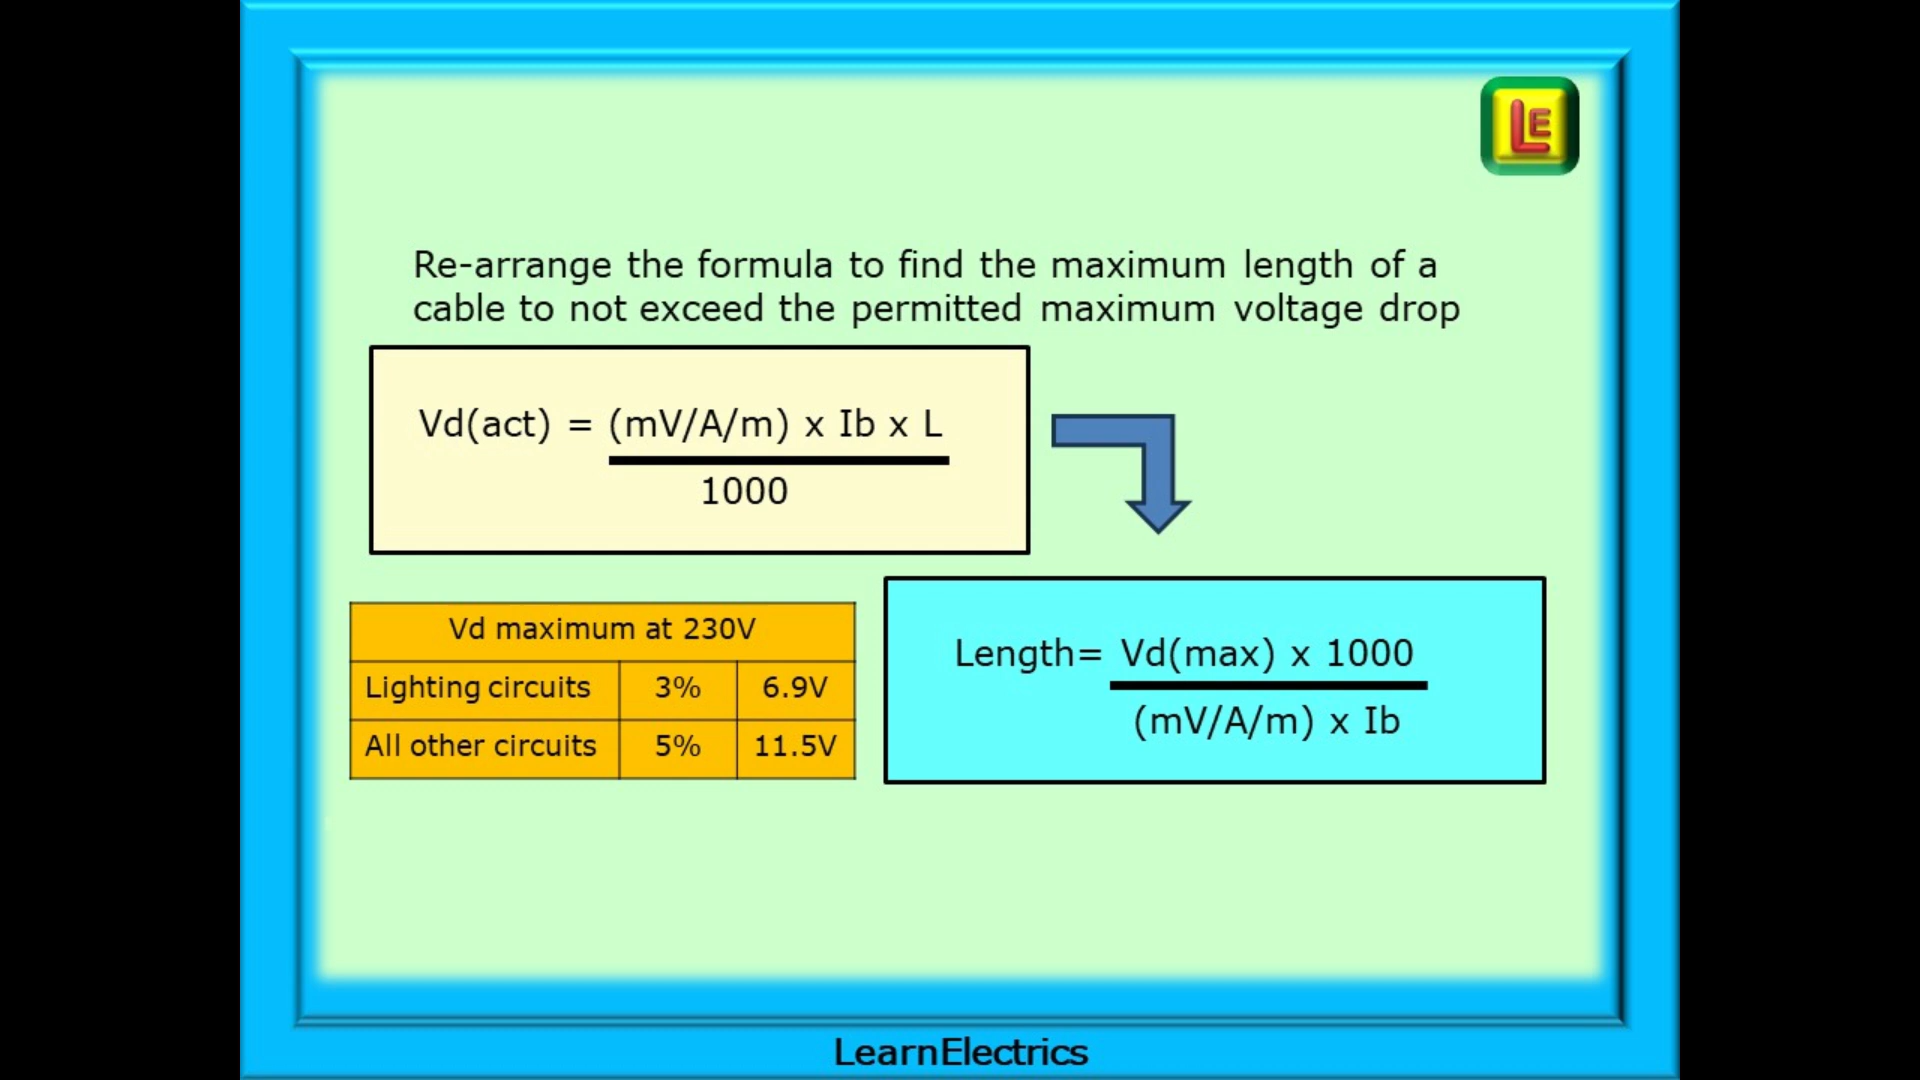 LE
Re-arrange the formula to find the maximum length of a
cable to not exceed the permitted maximum voltage drop
Vd(act) = (mV/A/m) x Ib x L
1000
Vd maximum at 230V
Lighting circuits 3% 6.9V
All other circuits 5% 11.5V
Length= Vd(max) x 1000
(mV/A/m) x Ib
LearnElectrics